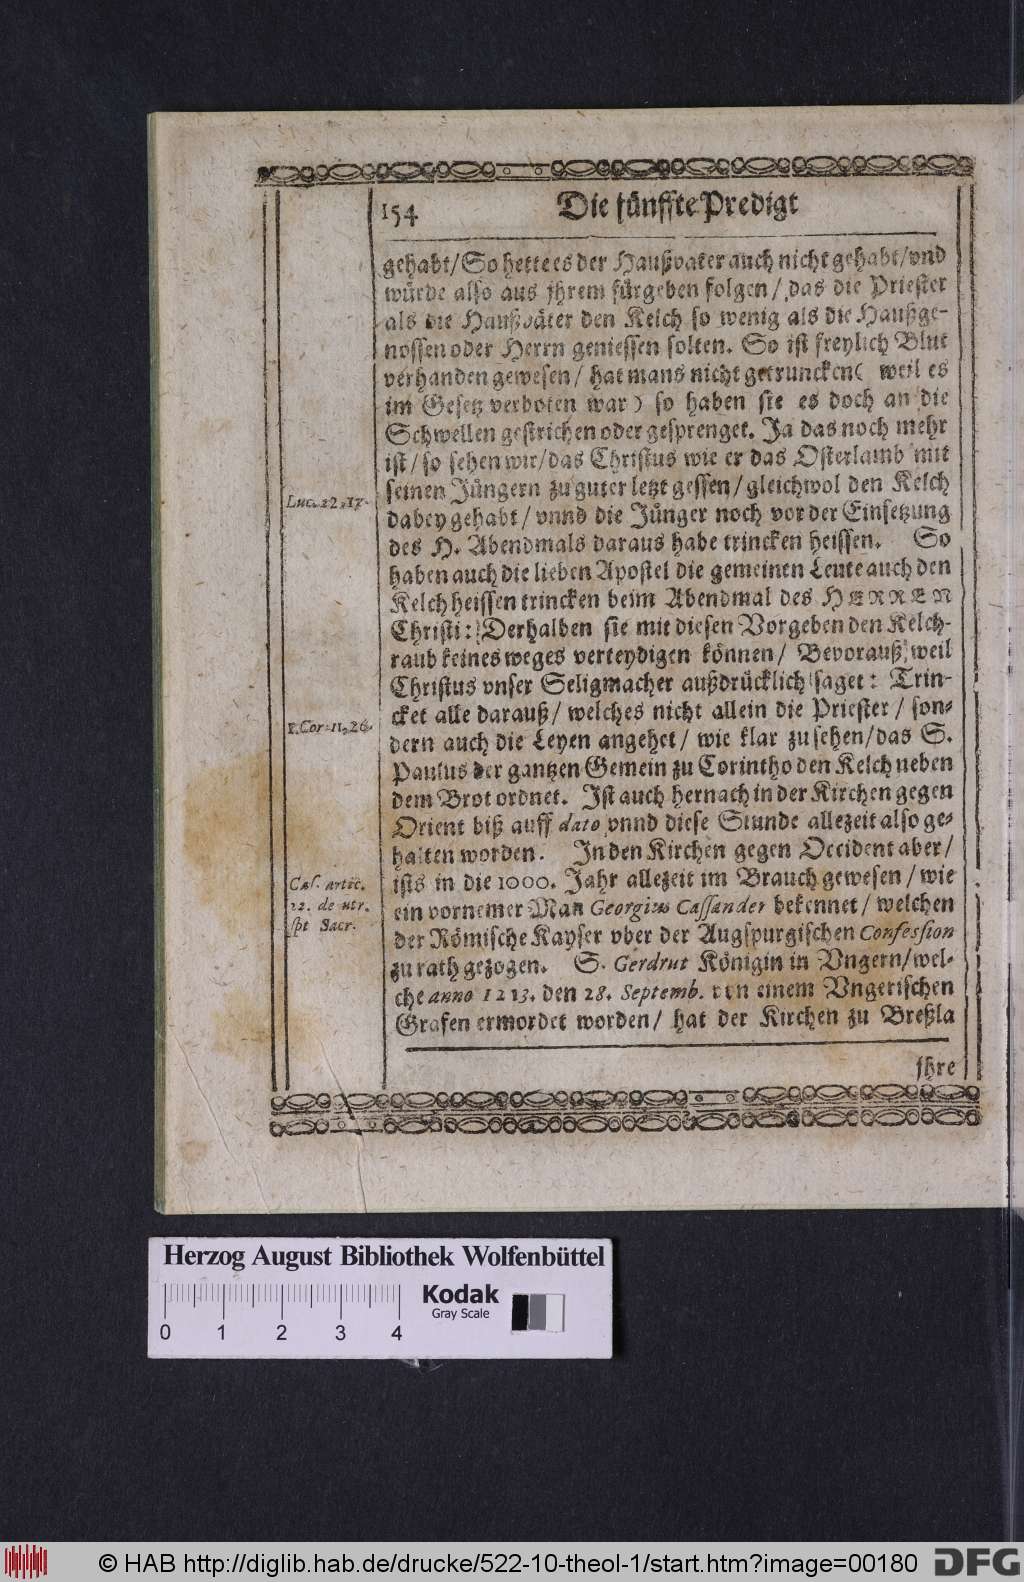 154 Die fünffte Predigt
gehabt/ So hette es der Haußvater auch nicht gehabt/ vnd
würde also aus jhrem fürgeben folgen/ das die Priester
als die Haußväter den Kelch so wenig als die Haußge-
nossen oder Herrn geniessen solten. So ist freylich Blut
verhanden gewesen/ hat mans nicht getruncken ( weil es
im Gesetz verboten war ) so haben sie es doch an die
Schwellen gestrichen oder gesprenget. Ja das noch mehr
ist/ so sehen wir/ das Christus wie er das Osterlamb mit
seinen Jüngern zu guter letzt gessen/ gleichwol den Kelch
Luc. 22, 17.
dabey gehabt/ vnnd die Jünger noch vor der Einsetzung
des H. Abendmals daraus habe trincken heissen. So
haben auch die lieben Apostel die gemeinen Leute auch den
Kelch heissen trincken beim Abendmal des HERREN
Christi: Derhalben sie mit diesen Vorgeben den Kelch-
raub keines weges verteydigen können/ Bevorauß weil
Christus vnser Seligmacher außdrücklich saget: Trin-
cket alle darauß/ welches nicht allein die Priester/ son-
1. Cor. 11, 26.
dern auch die Leyen angehet/ wie klar zu sehen/ das S.
Paulus der gantzen Gemein zu Corintho den Kelch neben
dem Brot ordnet. Ist auch hernach in der Kirchen gegen
Orient biß auff dato vnnd diese Stunde allezeit also ge-
halten worden. In den Kirchen gegen Occident aber/
Cas. artic.
22. de utr.
spt Sacr.
ists in die 1000. Jahr allezeit im Brauch gewesen/ wie
ein vornemer Man Georgius Cassander bekennet/ welchen
der Römische Kayser vber der Augspurgischen Confession
zu rath gezogen. S. Gerdrut Königin in Vngern/ wel-
che anno 1213. den 28. Septemb. von einem Vngerischen
Grafen ermordet worden/ hat der Kirchen zu Breßla
jhre
Herzog August Bibliothek Wolfenbüttel
Kodak
Gray Scale
0 1 2 3 4
© HAB http://diglib.hab.de/drucke/522-10-theol-1/start.htm?image=00180 DFG